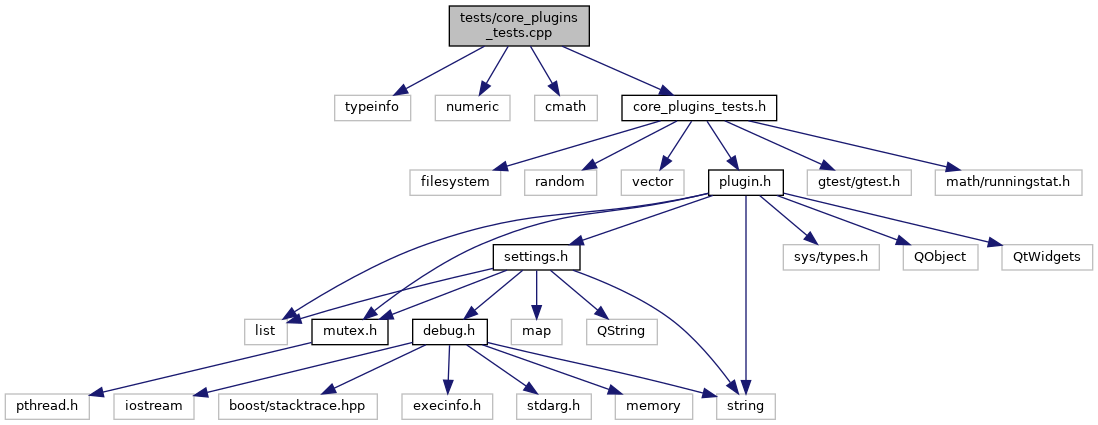 tests/core_plugins
_tests.cpp
typeinfo
numeric
cmath
core_plugins_tests.h
filesystem
random
vector
plugin.h
gtest/gtest.h
math/runningstat.h
settings.h
sys/types.h
QObject
QtWidgets
list
mutex.h
debug.h
map
QString
pthread.h
iostream
boost/stacktrace.hpp
execinfo.h
stdarg.h
memory
string